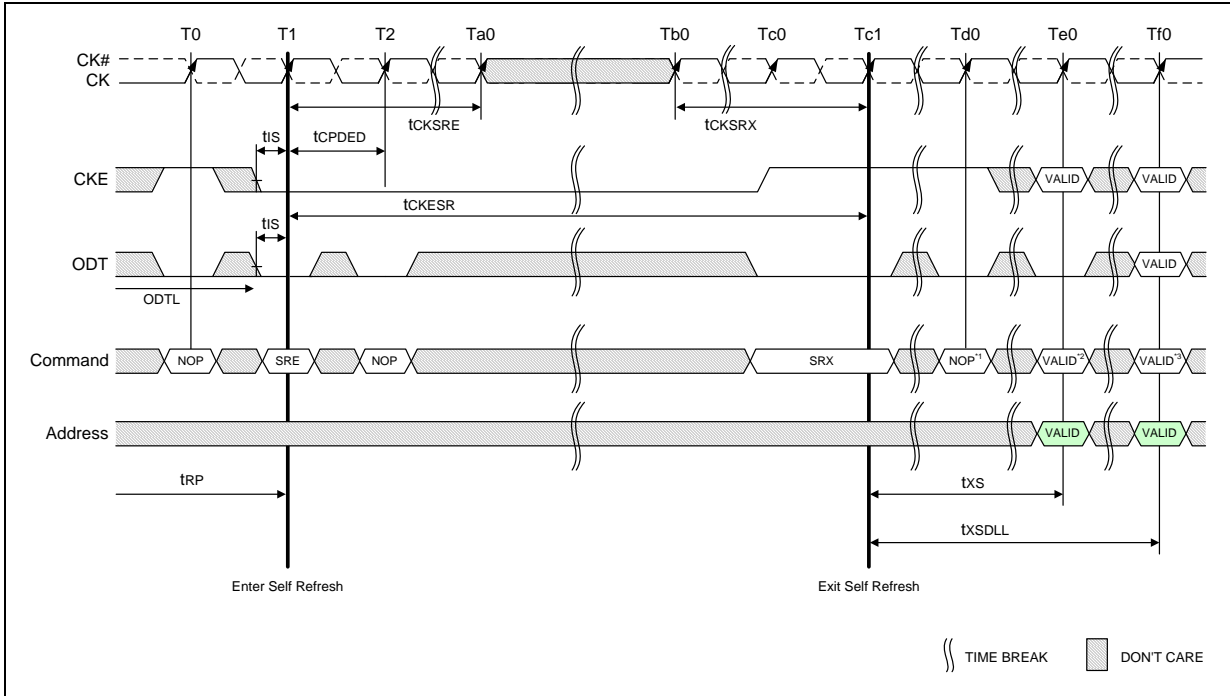 T0 T1 T2 Ta0 Tb0 Tc0 Tc1 Td0 Te0 Tf0
CK#
CK
tCKSRE tCKSRX
tIS tCPDED
CKE VALID VALID
tCKESR
tIS
ODT VALID
ODTL
Command NOP SRE NOP SRX NOP*1 VALID*2 VALID*3
Address VALID VALID
tRP tXS
tXSDLL
Enter Self Refresh Exit Self Refresh
TIME BREAK DON'T CARE